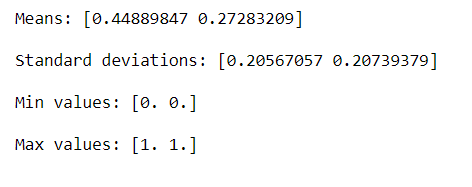 Means: [0.44889847 0.27283209]
Standard deviations: [0.20567057 0.20739379]
Min values: [0. 0.]
Max values: [1. 1.]